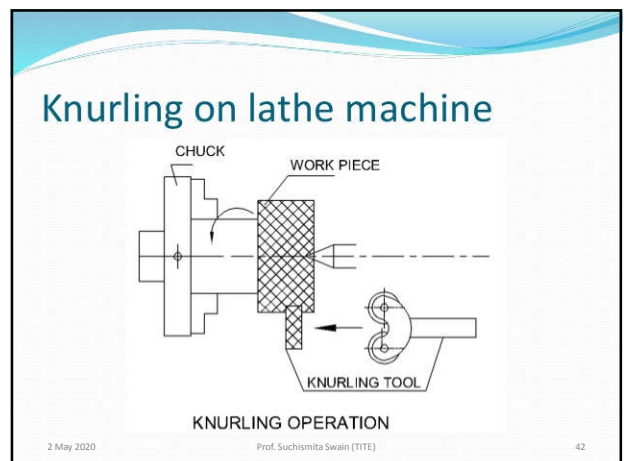 Knurling on lathe machine
CHUCK
WORK PIECE
KNURLING TOOL
KNURLING OPERATION
2 May 2020
Prof. Suchismita Swain (TITE)
42